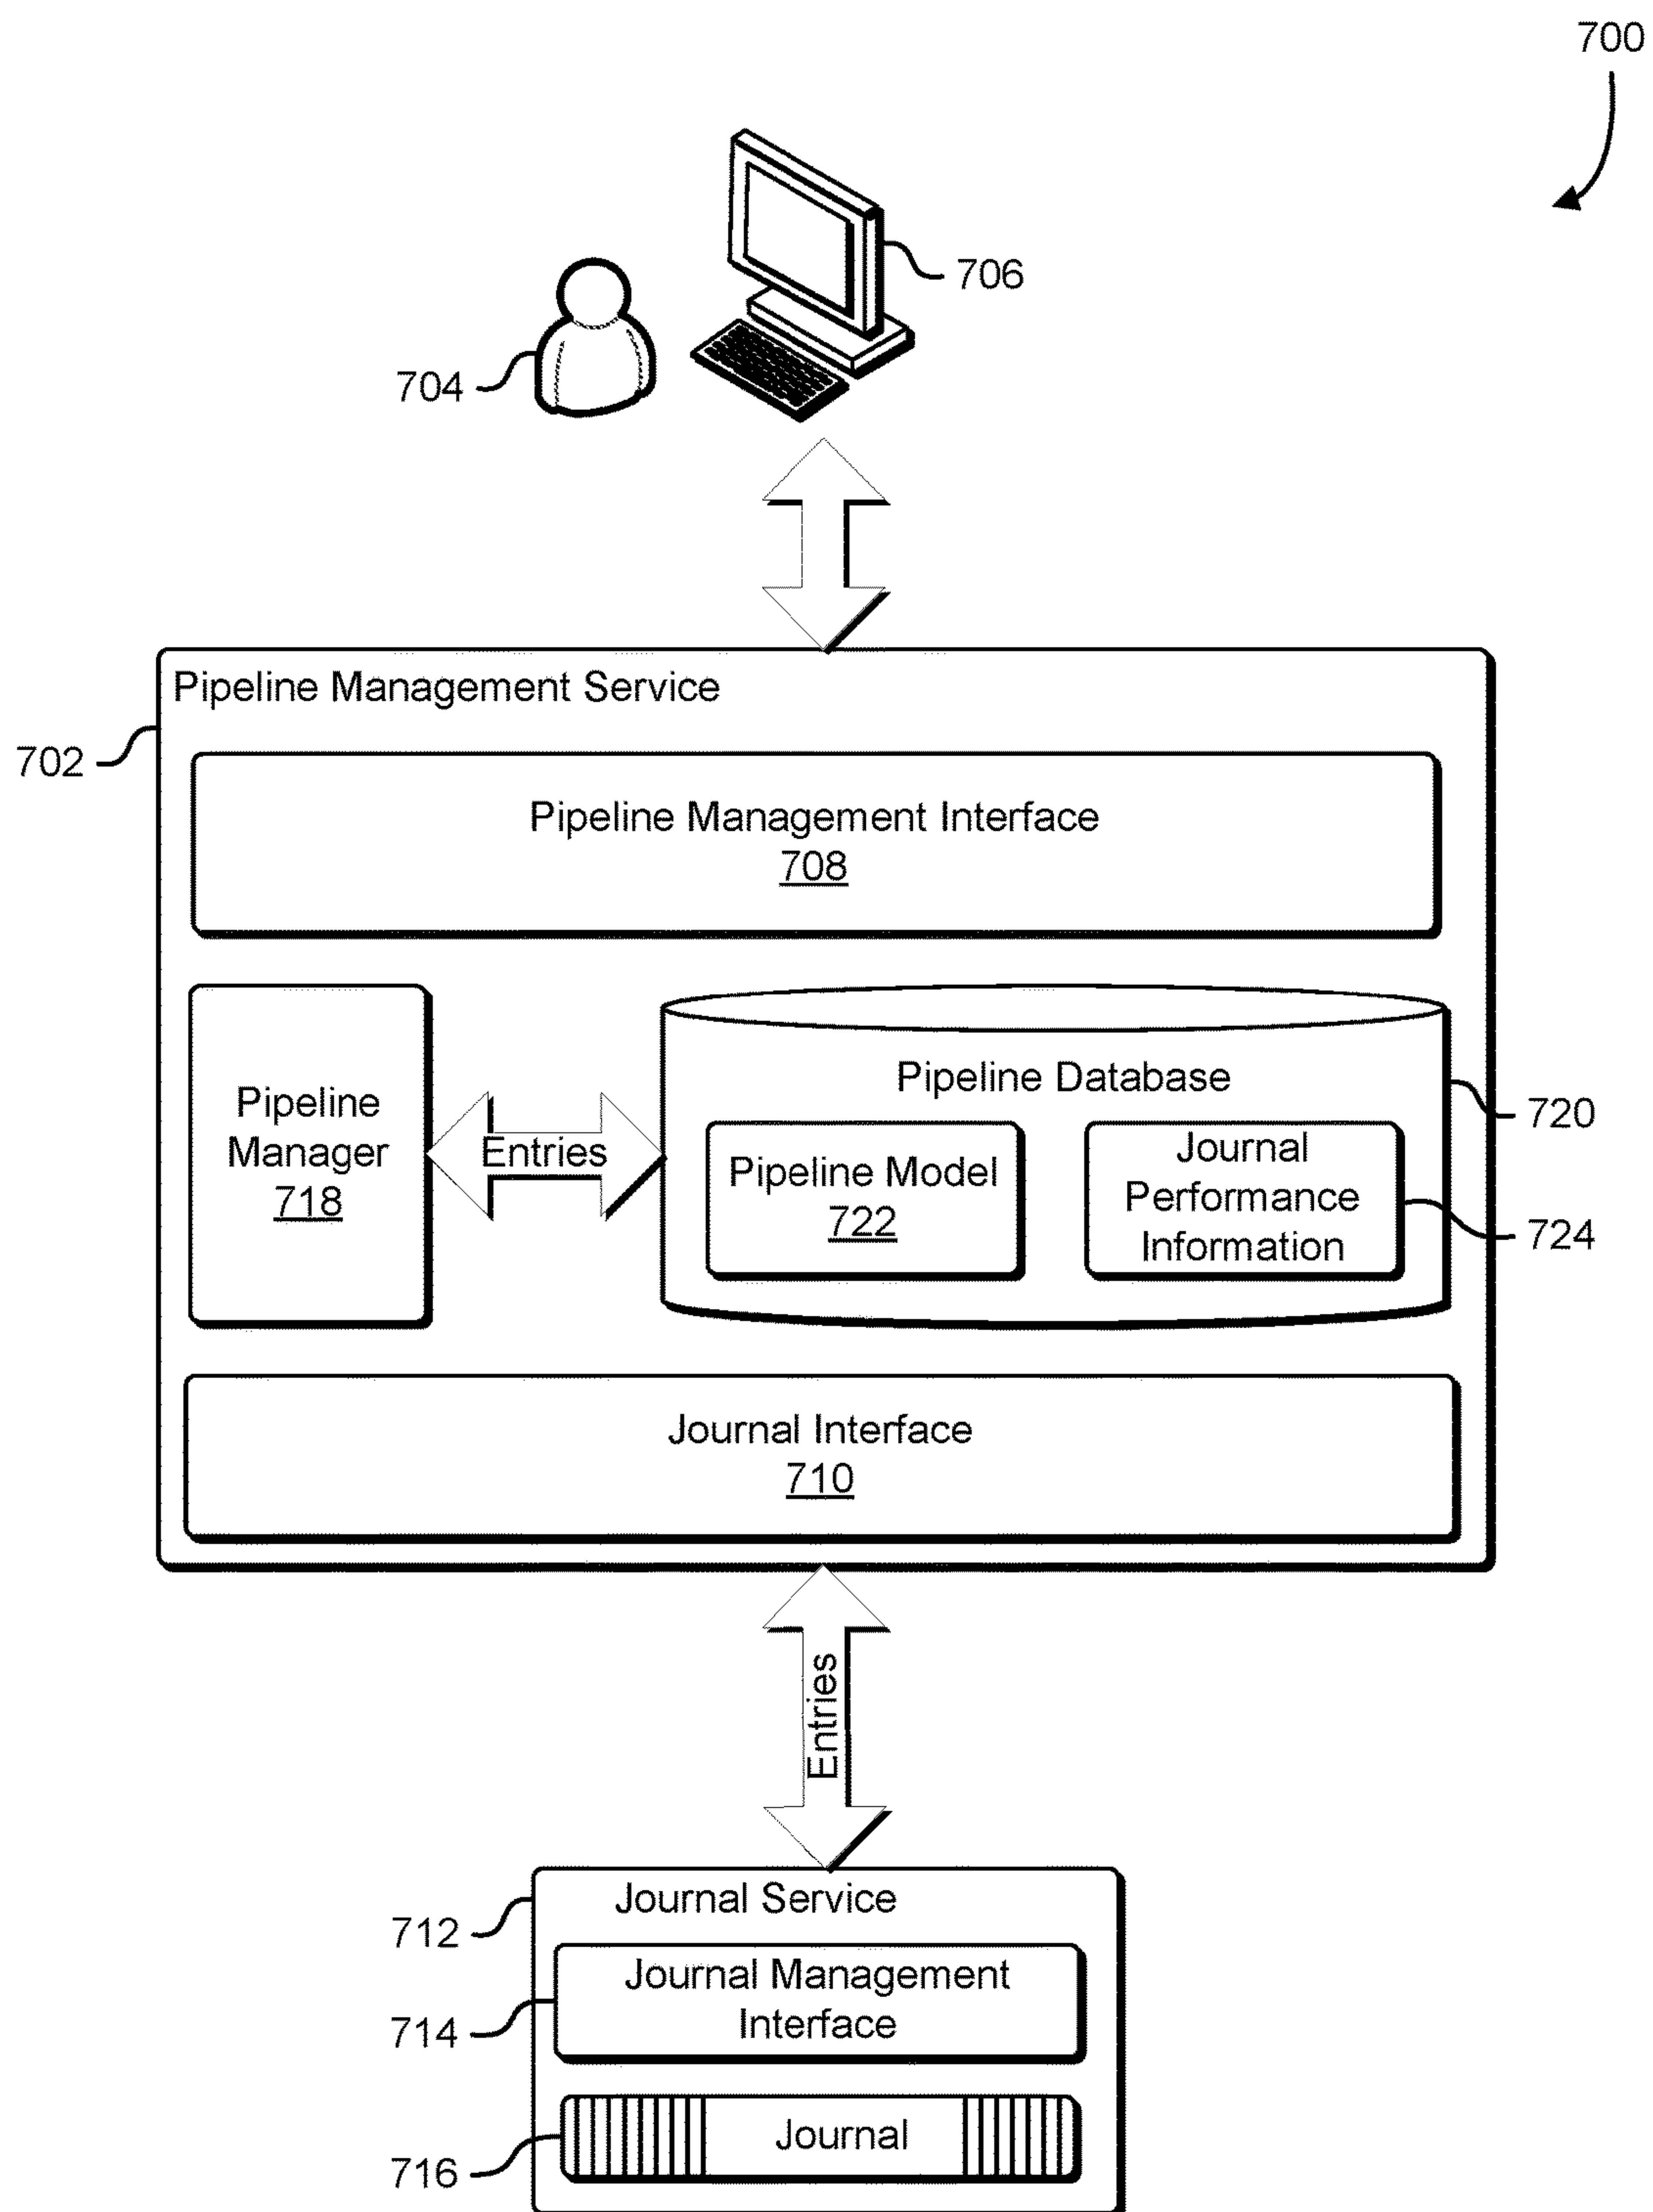 700
706
704
Pipeline Management Service
702
Pipeline Management Interface
708
Pipeline
Manager
718
Entries
Pipeline Database
720
Pipeline Model
722
Journal
Performance
Information
724
Journal Interface
710
Entries
Journal Service
712
Journal Management
Interface
714
Journal
716